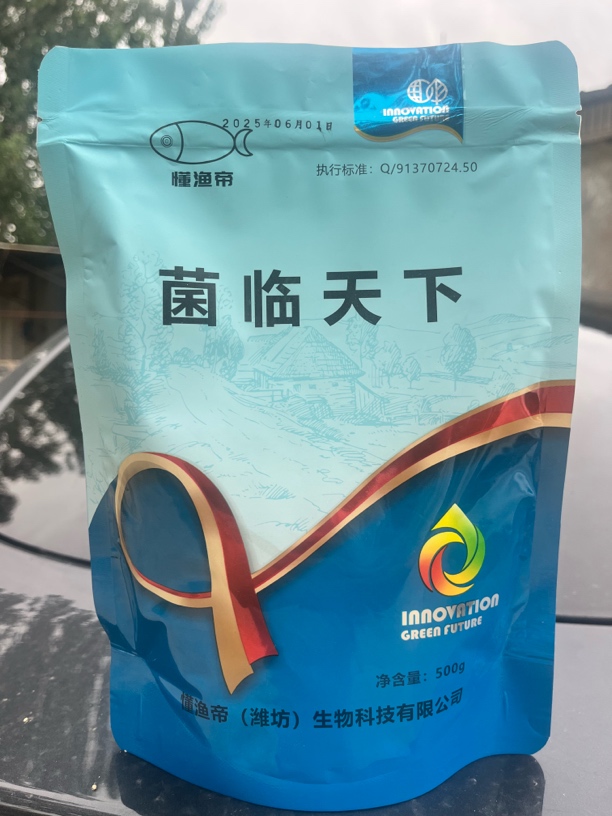 2025年06月01日
INNOVATION
GREEN FUTURE
懂渔帝
执行标准：Q/91370724.50
菌临天下
INNOVATION
GREEN FUTURE
净含量：500g
懂渔帝（潍坊）生物科技有限公司